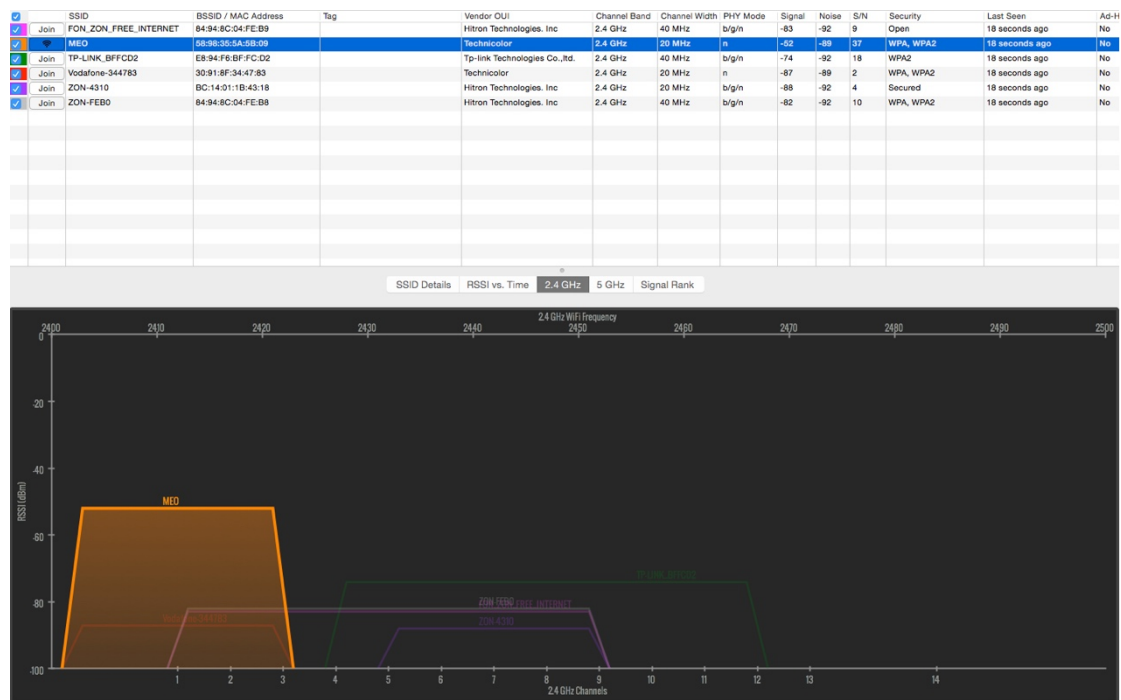 SSID BSSID / MAC Address Tag Vendor OUI Channel Band Channel Width PHY Mode Signal Noise S/N Security Last Seen Ad-H
Join FON_ZON_FREE_INTERNET 84:94:8C:04:FE:B9 Hitron Technologies. Inc 2.4 GHz 40 MHz b/g/n -83 -92 9 Open 18 seconds ago No
MEO 58:98:35:5A:5B:09 Technicolor 2.4 GHz 20 MHz n -52 -89 37 WPA, WPA2 18 seconds ago No
Join TP-LINK_BFFCD2 E8:94:F6:BF:FC:D2 Tp-link Technologies Co.,ltd. 2.4 GHz 40 MHz b/g/n -74 -92 18 WPA2 18 seconds ago No
Join Vodafone-344783 30:91:8F:34:47:83 Technicolor 2.4 GHz 20 MHz n -87 -89 2 WPA, WPA2 18 seconds ago No
Join ZON-4310 BC:14:01:1B:43:18 Hitron Technologies. Inc 2.4 GHz 20 MHz b/g/n -88 -92 4 Secured 18 seconds ago No
Join ZON-FEB0 84:94:8C:04:FE:B8 Hitron Technologies. Inc 2.4 GHz 40 MHz b/g/n -82 -92 10 WPA, WPA2 18 seconds ago No
SSID Details RSSI vs. Time 2.4 GHz 5 GHz Signal Rank
2.4 GHz WiFi Frequency
2400 2410 2420 2430 2440 2450 2460 2470 2480 2490 2500
0
-20
-40
RSSI (dBm)
MEO
-60
TP-LINK_BFFCD2
-80
ZON-FEB0
Vodafone-344783
ZON-4310
-100
1 2 3 4 5 6 7 8 9 10 11 12 13 14
2.4 GHz Channels